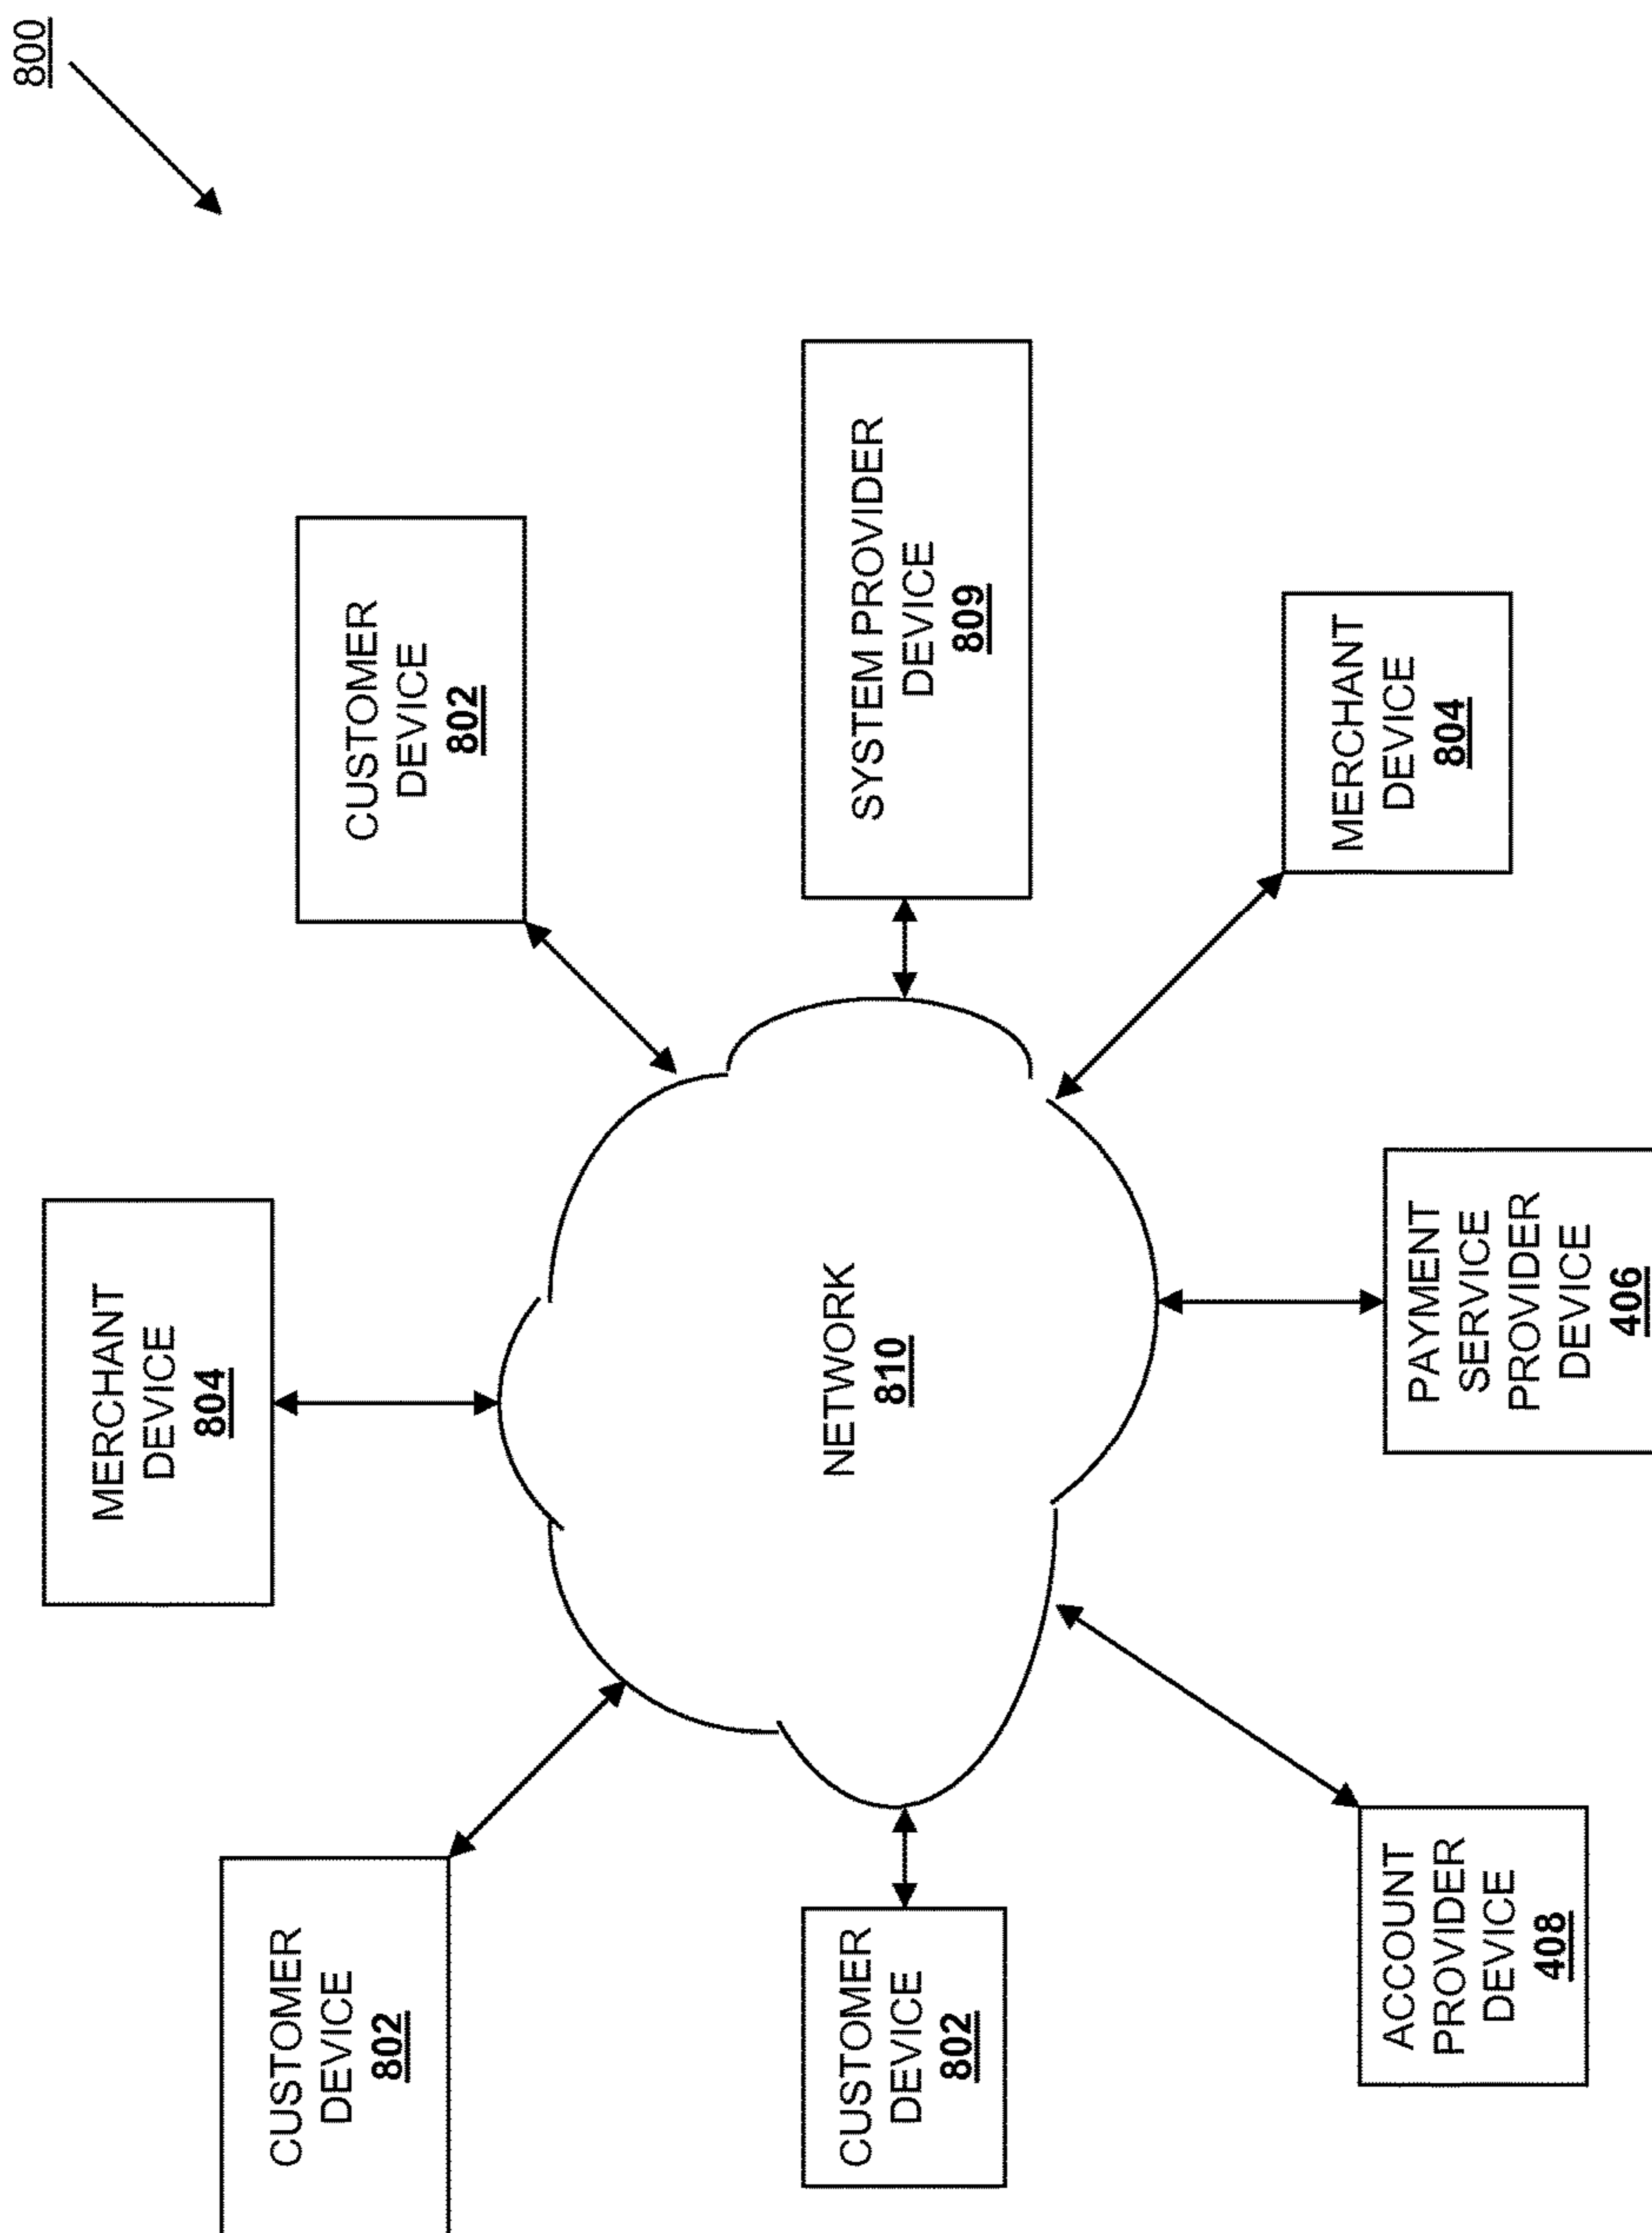 800
CUSTOMER
DEVICE
802
MERCHANT
DEVICE
804
CUSTOMER
DEVICE
802
CUSTOMER
DEVICE
802
NETWORK
810
SYSTEM PROVIDER
DEVICE
809
ACCOUNT
PROVIDER
DEVICE
408
PAYMENT
SERVICE
PROVIDER
DEVICE
406
MERCHANT
DEVICE
804